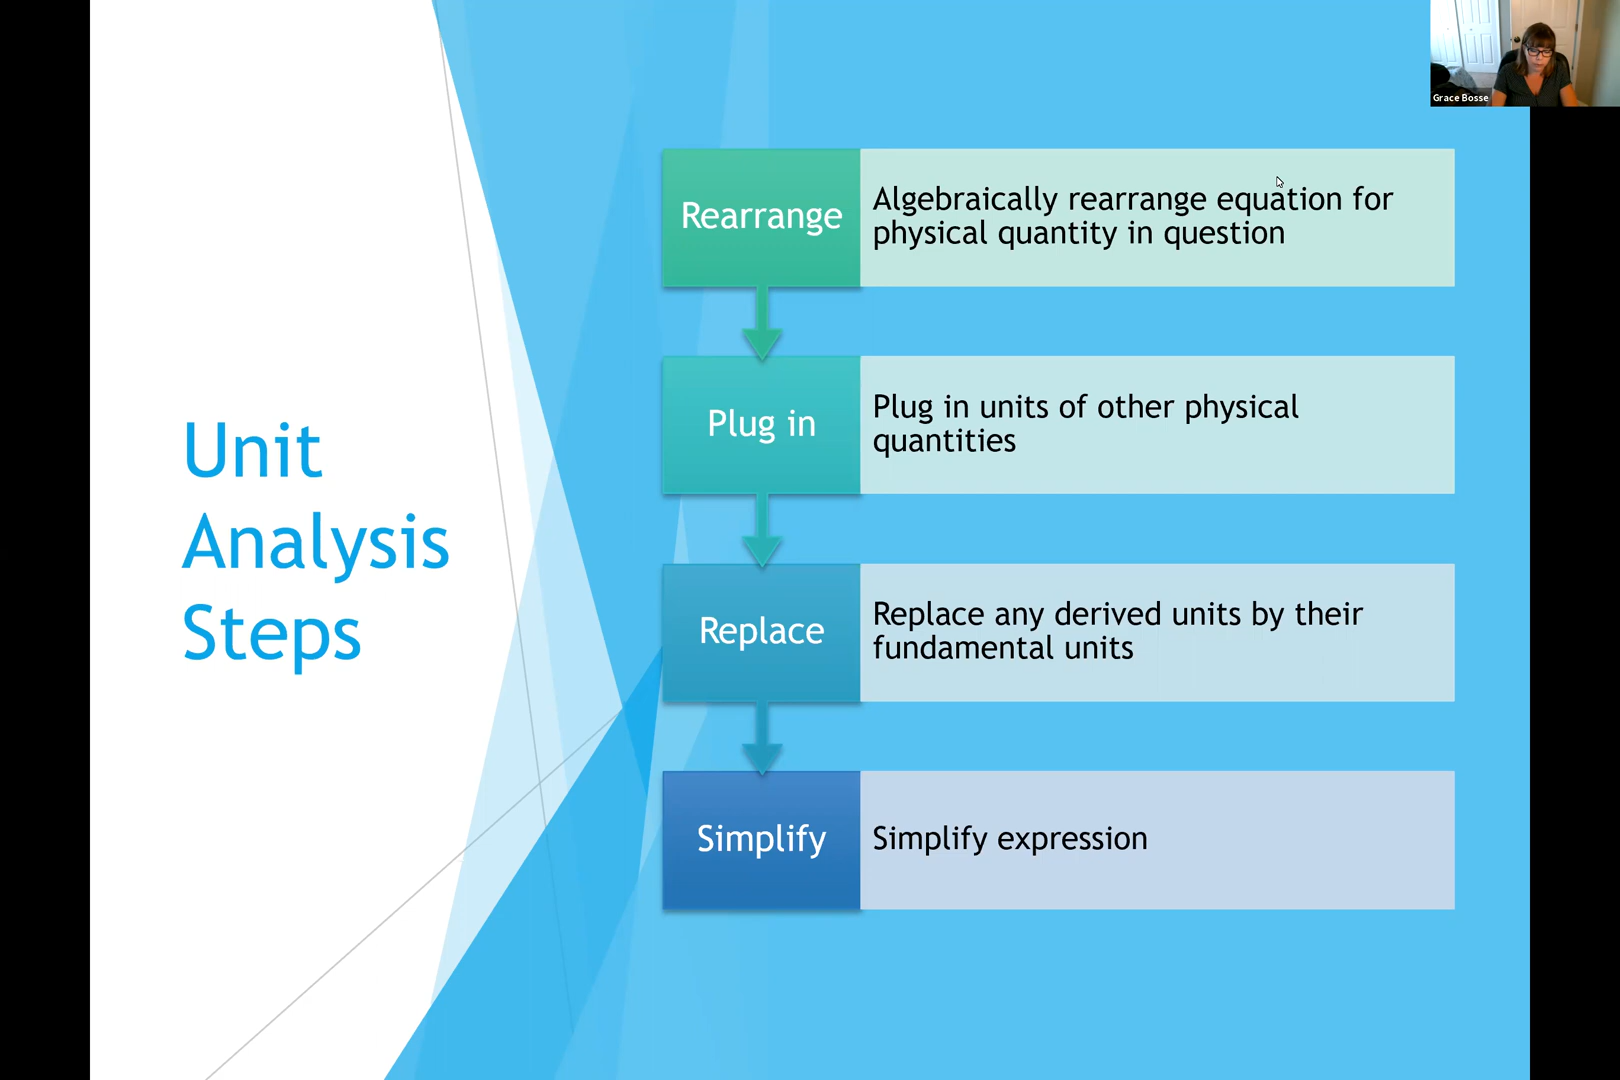 Grace Bosse
Unit
Analysis
Steps
Rearrange
Algebraically rearrange equation for
physical quantity in question
Plug in
Plug in units of other physical
quantities
Replace
Replace any derived units by their
fundamental units
Simplify
Simplify expression